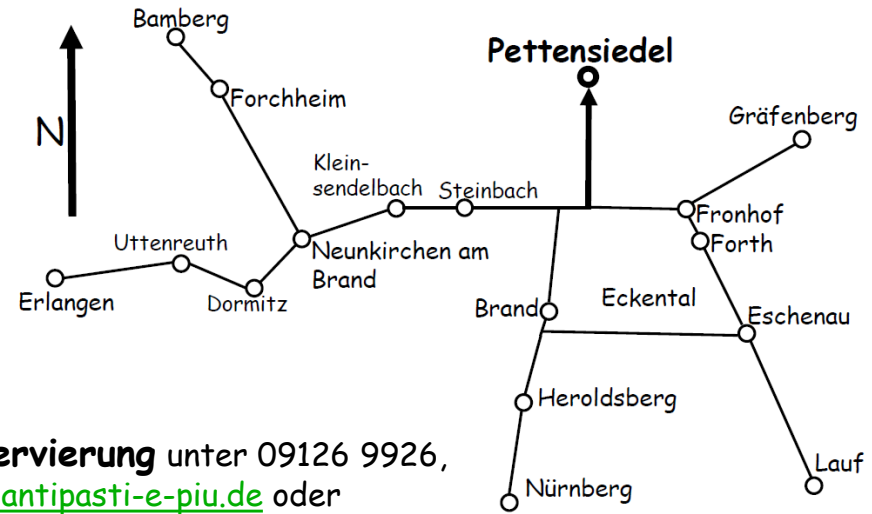 Bamberg
Pettensiedel
Forchheim
Gräfenberg
N
Klein-
sendelbach
Steinbach
Fronhof
Uttenreuth
Neunkirchen am
Brand
Forth
Erlangen
Dormitz
Brand
Eckental
Eschenau
Heroldsberg
Lauf
Nürnberg
ervierung unter 09126 9926,
antipasti-e-piu.de oder